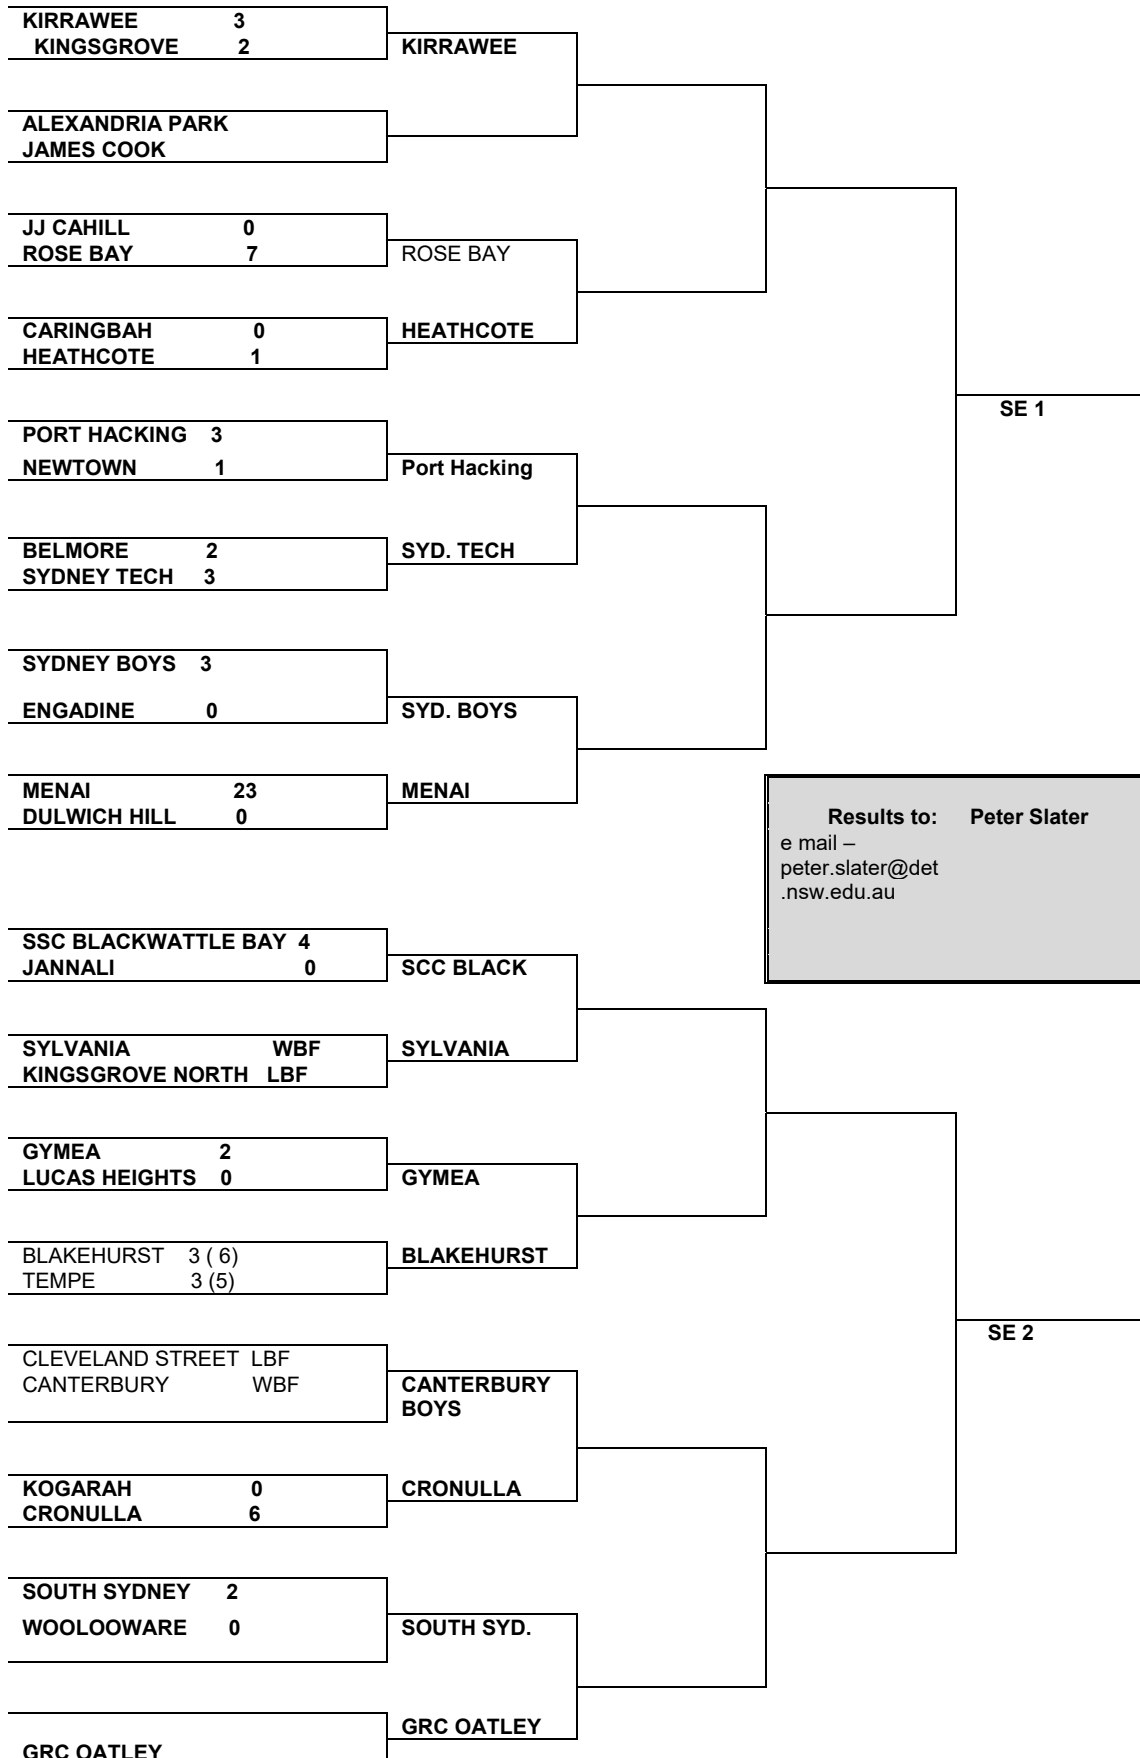 KIRRAWEE 3
KINGSGROVE 2
KIRRAWEE
ALEXANDRIA PARK
JAMES COOK
JJ CAHILL 0
ROSE BAY 7
ROSE BAY
CARINGBAH 0
HEATHCOTE
HEATHCOTE 1
SE 1
PORT HACKING 3
NEWTOWN 1
Port Hacking
BELMORE 2
SYD. TECH
SYDNEY TECH 3
SYDNEY BOYS 3
ENGADINE 0
SYD. BOYS
MENAI 23
MENAI
DULWICH HILL 0
Results to: Peter Slater
e mail –
peter.slater@det
.nsw.edu.au
SSC BLACKWATTLE BAY 4
JANNALI 0
SCC BLACK
SYLVANIA WBF
SYLVANIA
KINGSGROVE NORTH LBF
GYMEA 2
LUCAS HEIGHTS 0
GYMEA
BLAKEHURST 3 ( 6)
BLAKEHURST
TEMPE 3 (5)
SE 2
CLEVELAND STREET LBF
CANTERBURY WBF
CANTERBURY
BOYS
KOGARAH 0
CRONULLA
CRONULLA 6
SOUTH SYDNEY 2
WOOLOOWARE 0
SOUTH SYD.
GRC OATLEY
GRC OATLEY